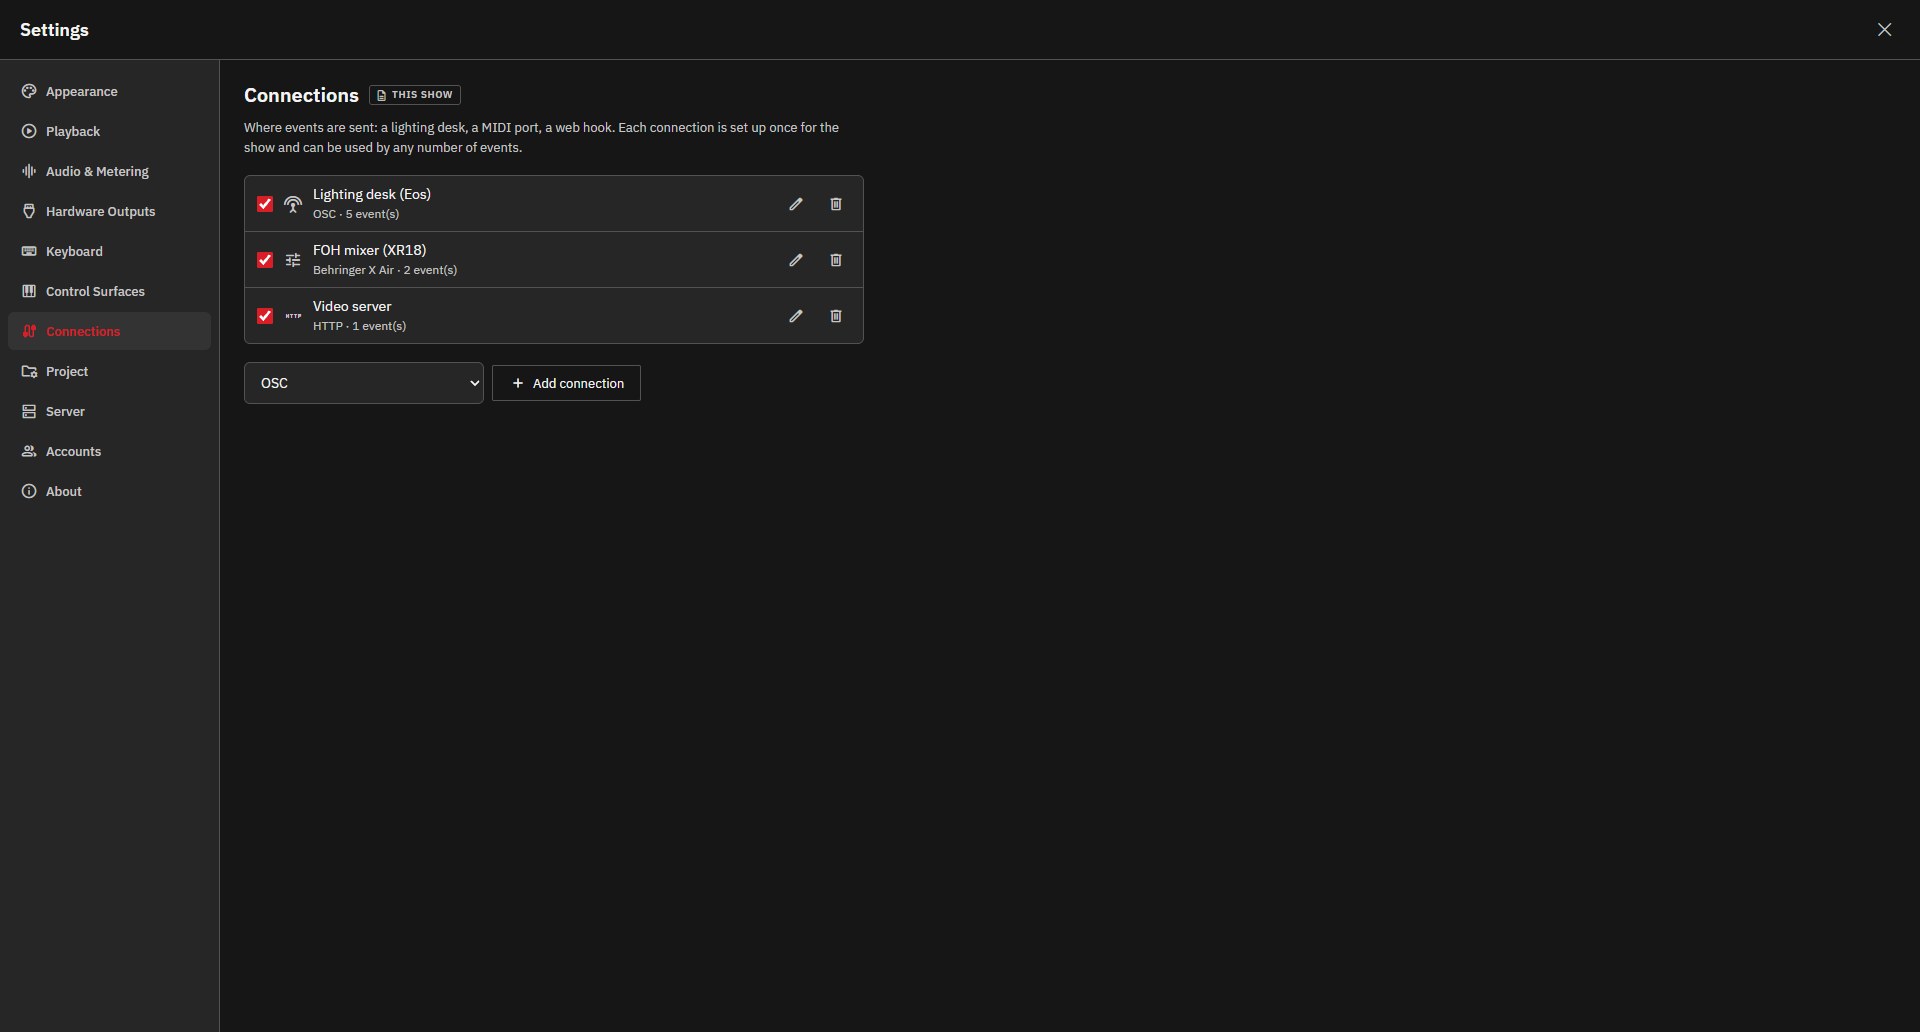 Settings
Appearance
Playback
Audio & Metering
Hardware Outputs
Keyboard
Control Surfaces
Connections
Project
Server
Accounts
About
Connections
THIS SHOW
Where events are sent: a lighting desk, a MIDI port, a web hook. Each connection is set up once for the
show and can be used by any number of events.
Lighting desk (Eos)
OSC · 5 event(s)
FOH mixer (XR18)
Behringer X Air · 2 event(s)
HTTP
Video server
HTTP · 1 event(s)
OSC
Add connection